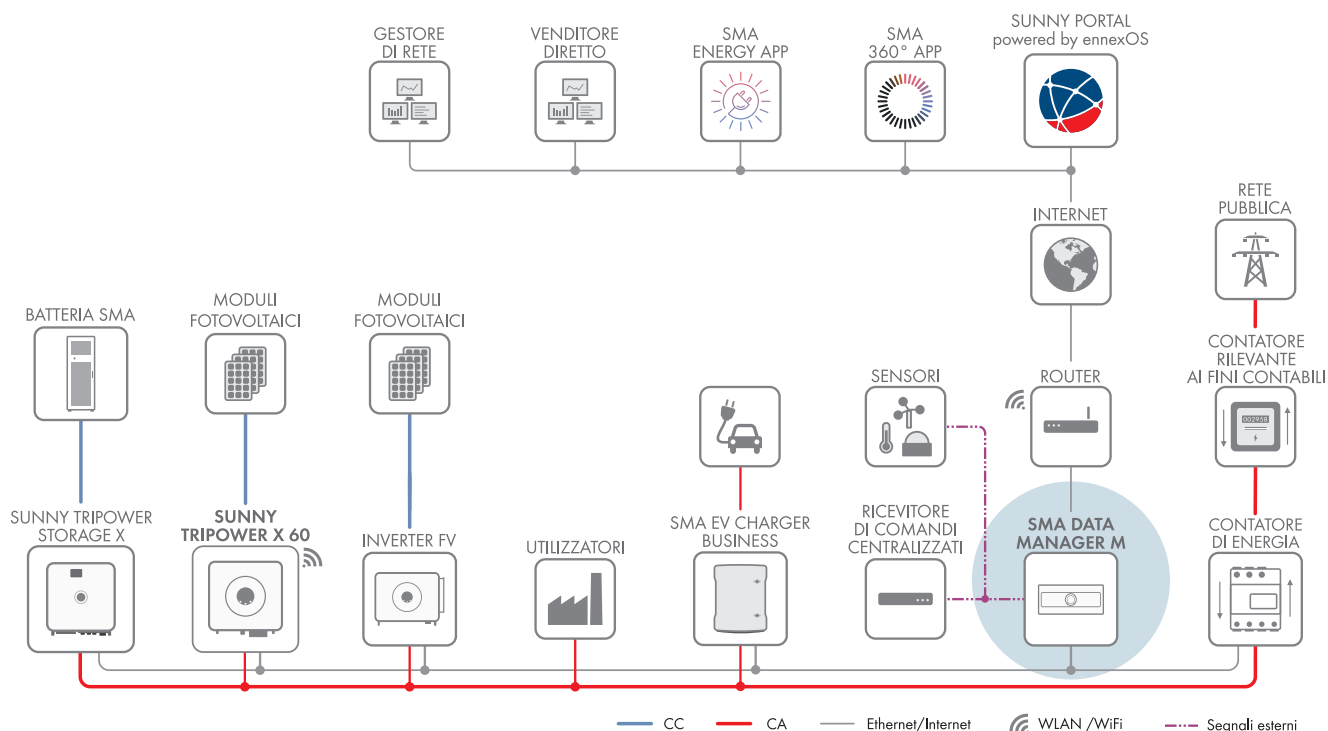 GESTORE
DI RETE
VENDITORE
DIRETTO
SMA
ENERGY APP
SMA
360° APP
SUNNY PORTAL
powered by ennexOS
INTERNET
RETE
PUBBLICA
BATTERIA SMA
MODULI
FOTOVOLTAICI
MODULI
FOTOVOLTAICI
SENSORI
ROUTER
CONTATORE
RILEVANTE
AI FINI CONTABILI
002958
SUNNY TRIPOWER
STORAGE X
SUNNY
TRIPOWER X 60
INVERTER FV
UTILIZZATORI
SMA EV CHARGER
BUSINESS
RICEVITORE
DI COMANDI
CENTRALIZZATI
SMA DATA
MANAGER M
CONTATORE
DI ENERGIA
CC
CA
Ethernet/Internet
WLAN /WiFi
Segnali esterni